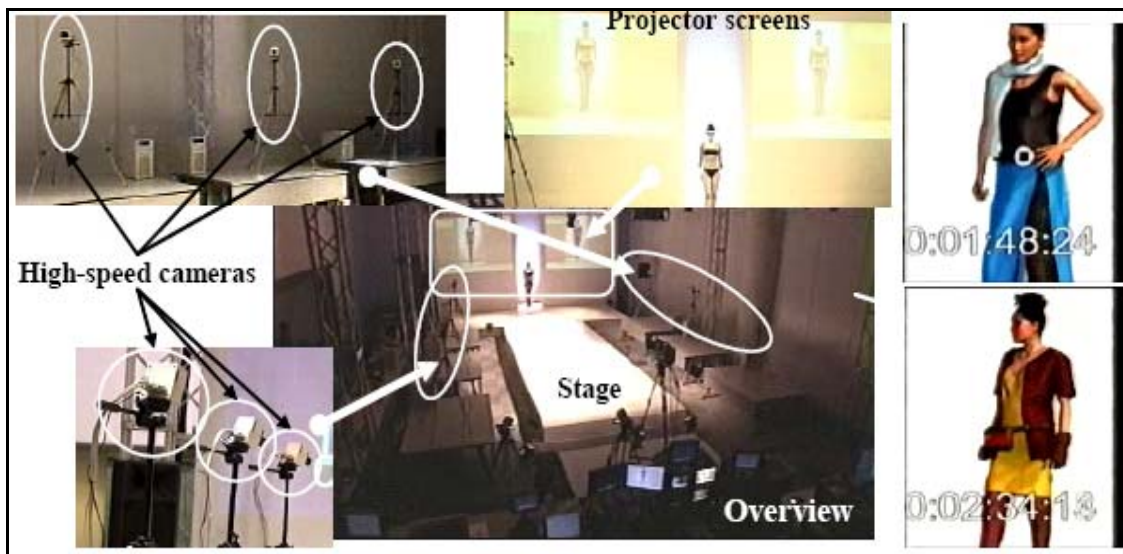 Projector screens
High-speed cameras
Stage
Overview
0:01:48:24
0:02:34:13